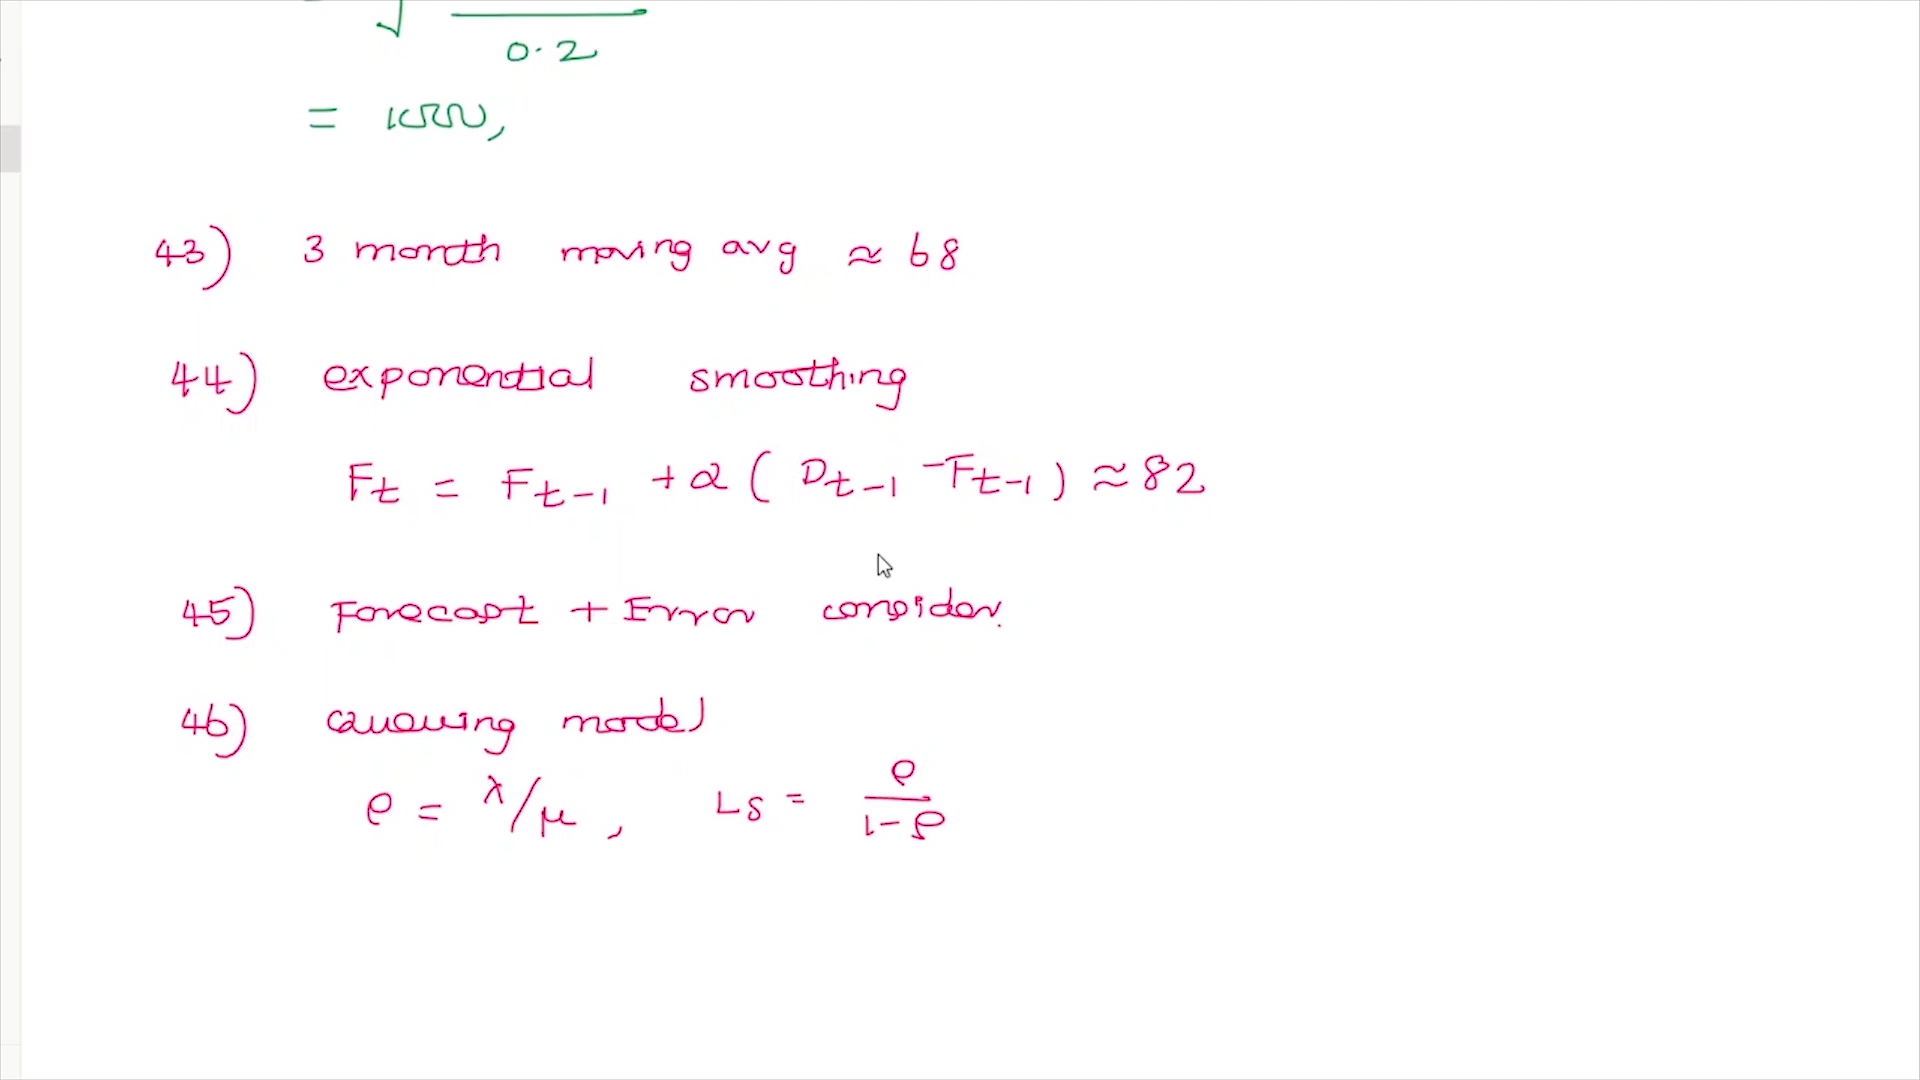 √
0.2
= 1000,
43) 3 month moving avg ≈ 68
44) exponential smoothing
Ft = Ft-1 + α ( Dt-1 - Ft-1 ) ≈ 82
45) Forecast + Error consider.
46) Queuing model
ρ = λ/μ , Ls = ρ/(1-ρ)